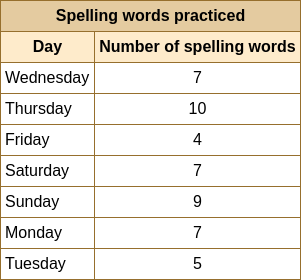 Spelling words practiced
Day Number of spelling words
Wednesday 7
Thursday 10
Friday 4
Saturday 7
Sunday 9
Monday 7
Tuesday 5